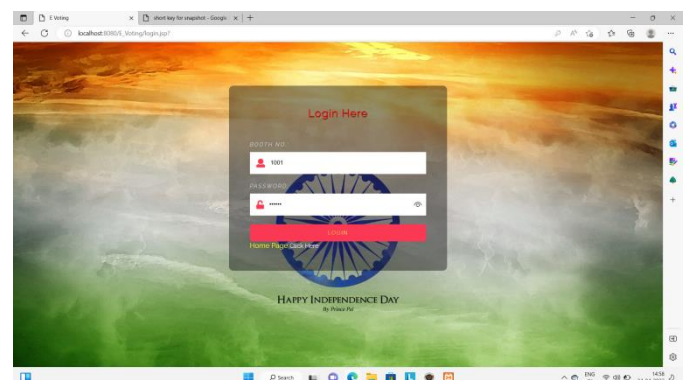 E Voting
short key for snapshot - Googl
localhost:8080/E_Voting/login.jsp?
Login Here
BOOTH NO.
1001
PASSWORD
LOGIN
Home Page Click Here
HAPPY INDEPENDENCE DAY
By Prince Pal
Search
ENG
14:58